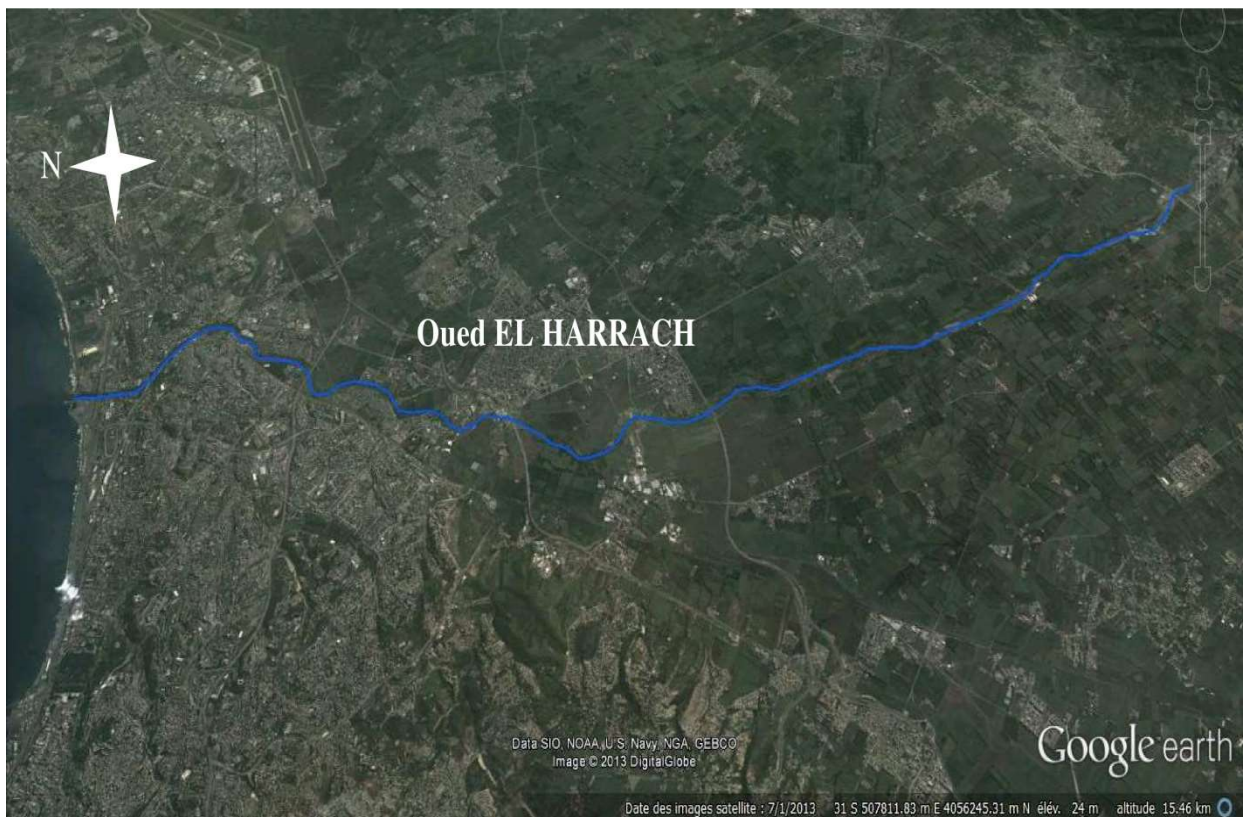 N
Oued EL HARRACH
Data SIO, NOAA, U.S. Navy, NGA, GEBCO
Image © 2013 DigitalGlobe
Google earth
Date des images satellite : 7/1/2013 31 S 507811.83 m E 4056245.31 m N élév. 24 m altitude 15.46 km